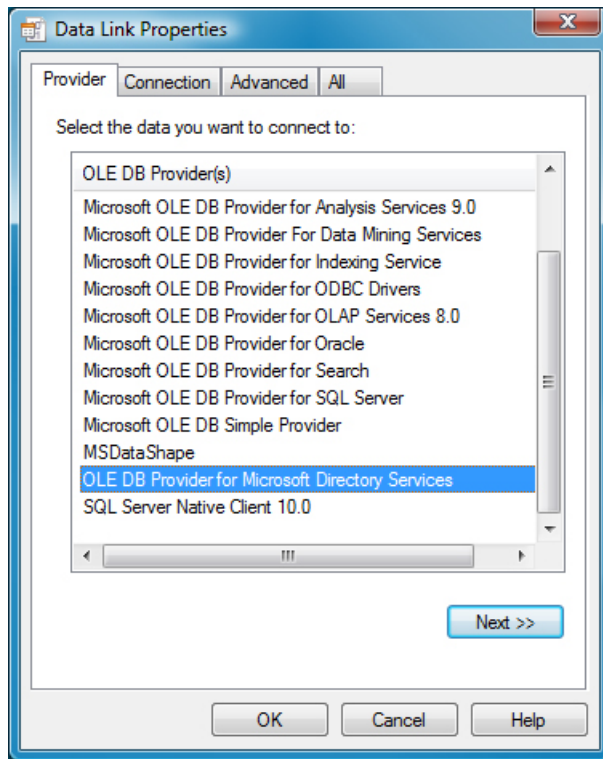 Data Link Properties
Provider Connection Advanced All
Select the data you want to connect to:
OLE DB Provider(s)
Microsoft OLE DB Provider for Analysis Services 9.0
Microsoft OLE DB Provider For Data Mining Services
Microsoft OLE DB Provider for Indexing Service
Microsoft OLE DB Provider for ODBC Drivers
Microsoft OLE DB Provider for OLAP Services 8.0
Microsoft OLE DB Provider for Oracle
Microsoft OLE DB Provider for Search
Microsoft OLE DB Provider for SQL Server
Microsoft OLE DB Simple Provider
MSDataShape
OLE DB Provider for Microsoft Directory Services
SQL Server Native Client 10.0
Next >>
OK Cancel Help